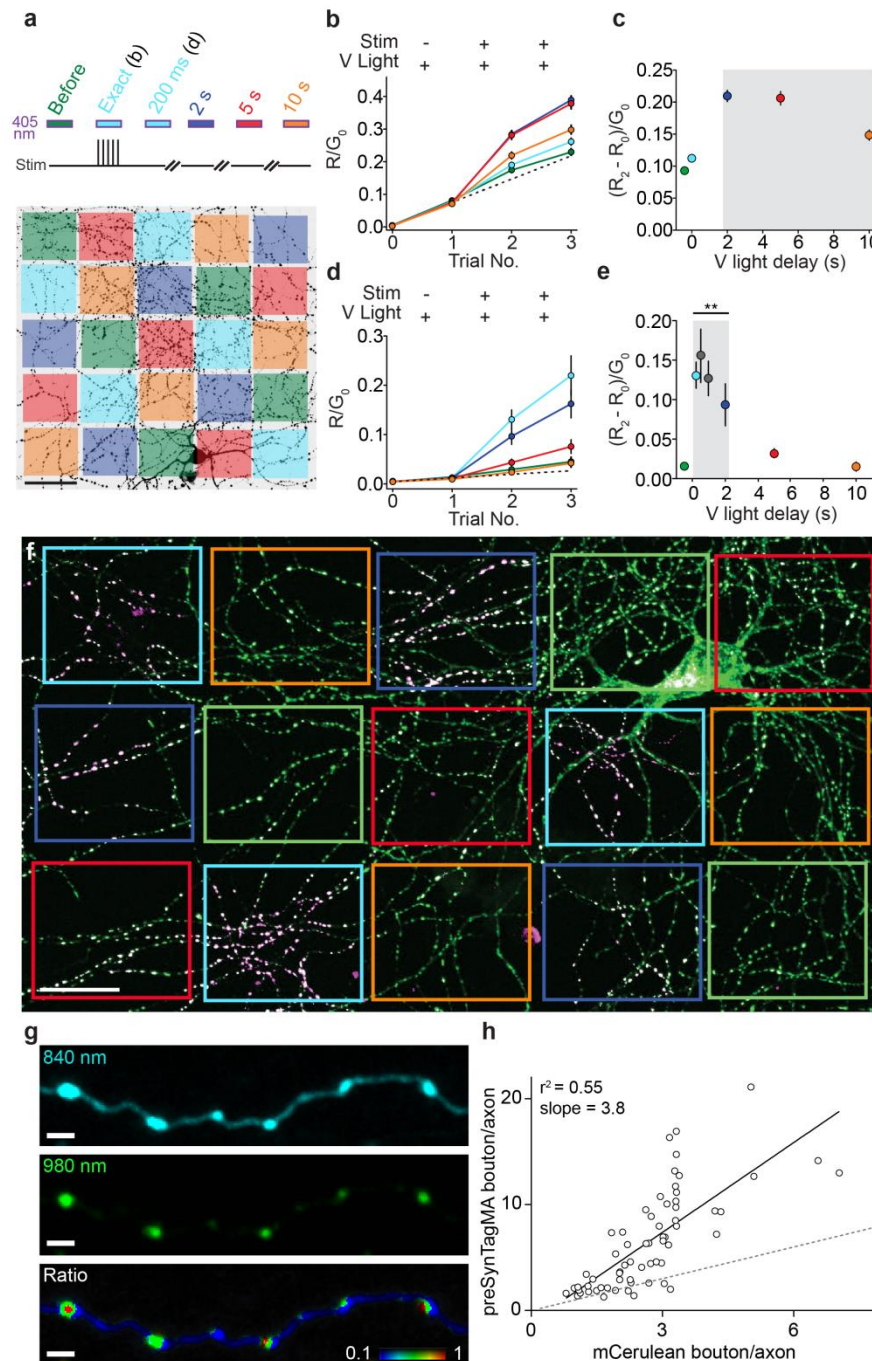 a
Before
Exact (b)
200 ms (d)
2 s
5 s
10 s
405
nm
Stim
b
Stim - + +
V Light + + +
R/G0
0.4
0.3
0.2
0.1
0.0
0 1 2 3
Trial No.
c
(R2 - R0)/G0
0.25
0.20
0.15
0.10
0.05
0.00
0 2 4 6 8 10
V light delay (s)
d
Stim - + +
V Light + + +
R/G0
0.3
0.2
0.1
0.0
0 1 2 3
Trial No.
e
**
(R2 - R0)/G0
0.20
0.15
0.10
0.05
0.00
0 2 4 6 8 10
V light delay (s)
f
g
840 nm
980 nm
Ratio
0.1 1
h
r2 = 0.55
slope = 3.8
preSynTagMA bouton/axon
20
10
0
0 3 6
mCerulean bouton/axon